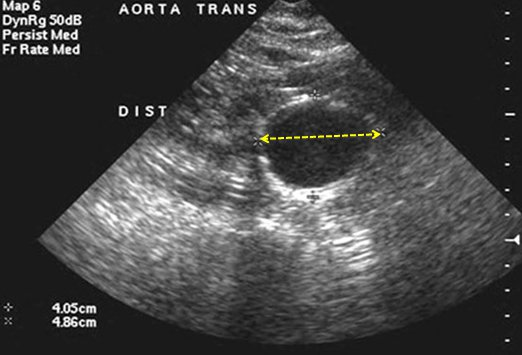 Map 6
DynRg 50dB
Persist Med
Fr Rate Med
AORTA TRANS
DIST
4.05cm
4.86cm